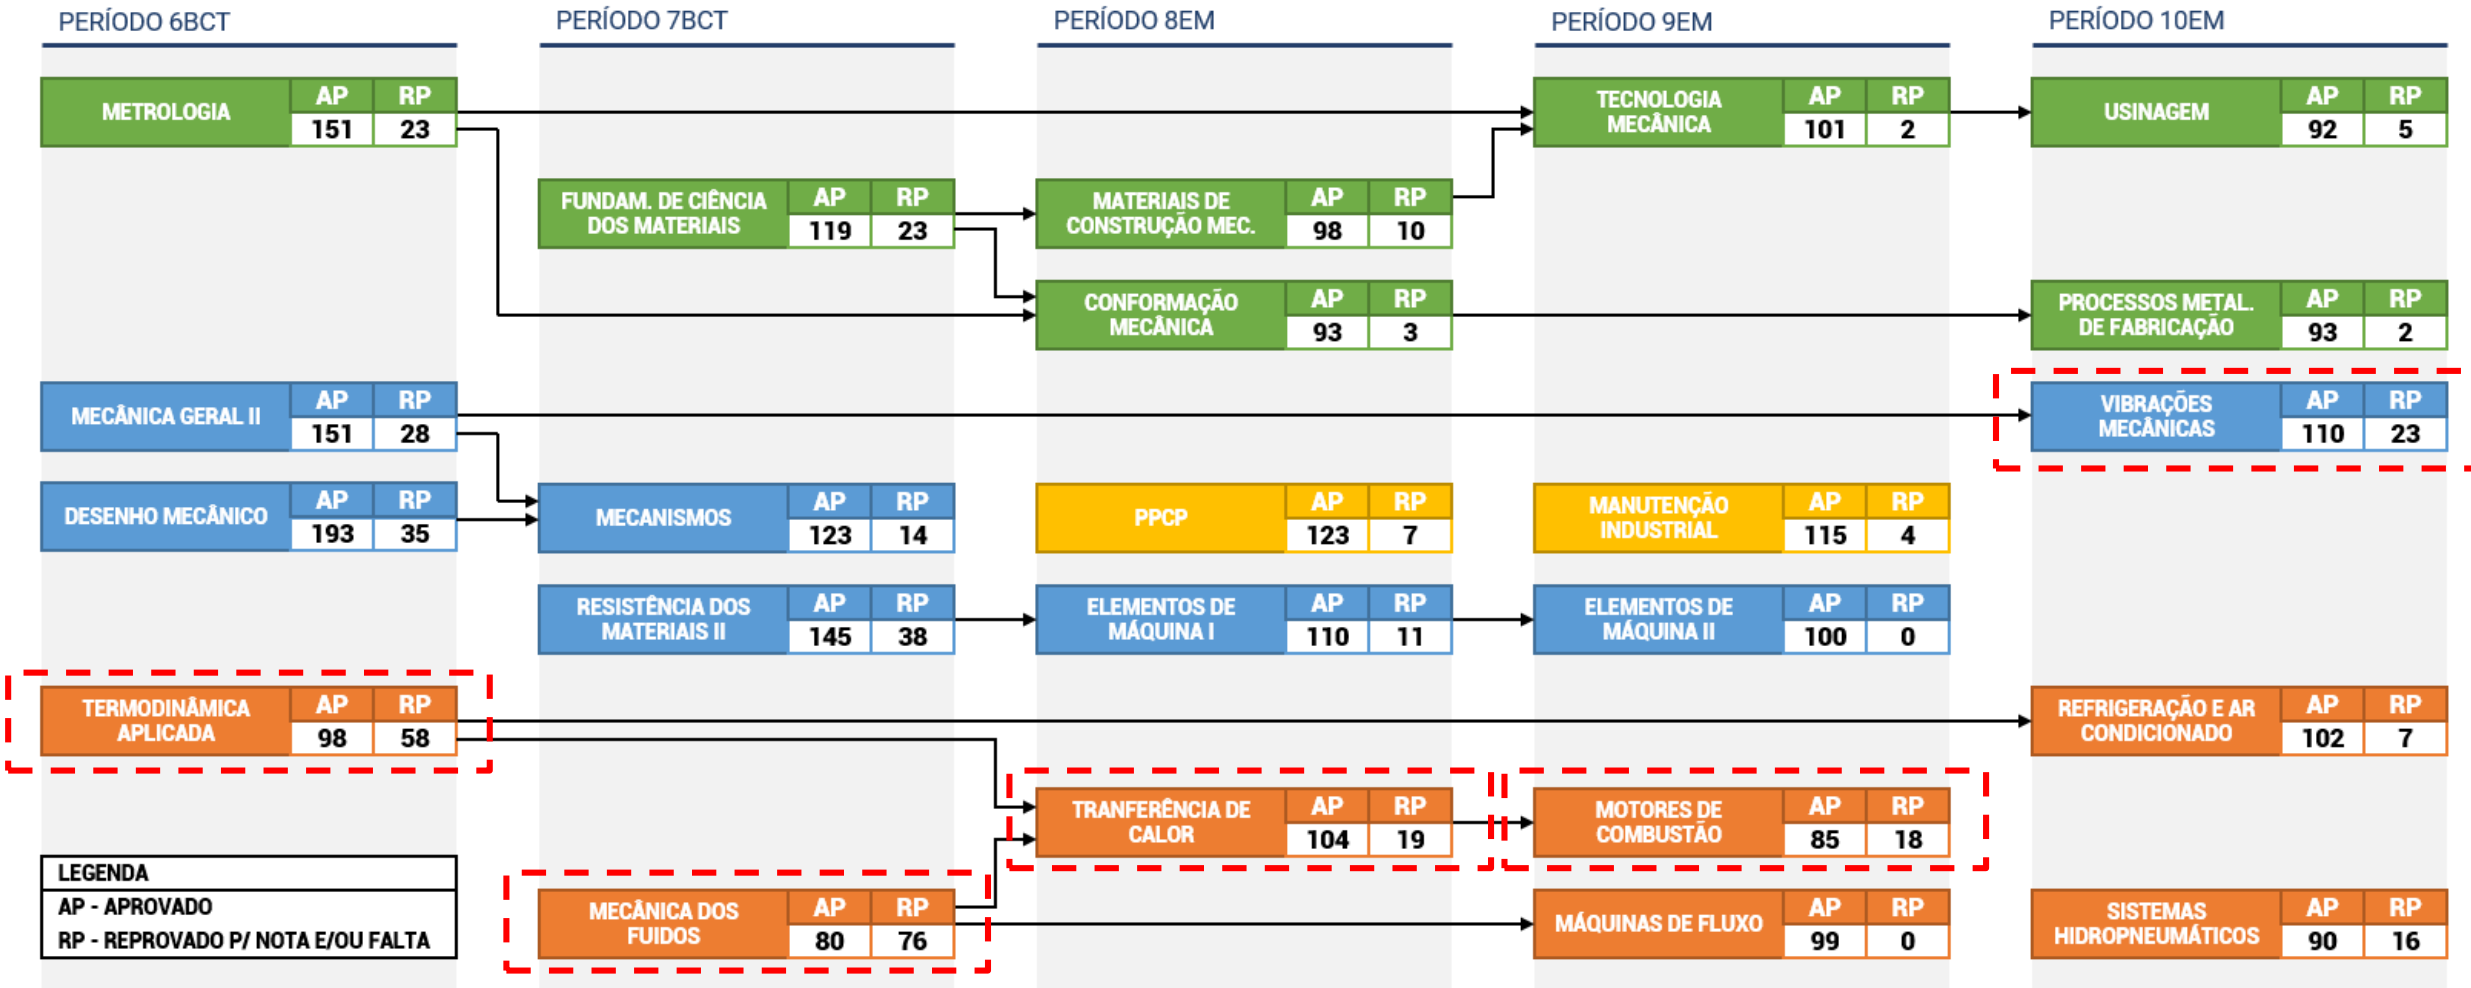 PERÍODO 6BCT
PERÍODO 7BCT
PERÍODO 8EM
PERÍODO 9EM
PERÍODO 10EM
METROLOGIA
AP RP
151 23
TECNOLOGIA
MECÂNICA
AP RP
101 2
USINAGEM
AP RP
92 5
FUNDAM. DE CIÊNCIA
DOS MATERIAIS
AP RP
119 23
MATERIAIS DE
CONSTRUÇÃO MEC.
AP RP
98 10
CONFORMAÇÃO
MECÂNICA
AP RP
93 3
PROCESSOS METAL.
DE FABRICAÇÃO
AP RP
93 2
MECÂNICA GERAL II
AP RP
151 28
VIBRAÇÕES
MECÂNICAS
AP RP
110 23
DESENHO MECÂNICO
AP RP
193 35
MECANISMOS
AP RP
123 14
PPCP
AP RP
123 7
MANUTENÇÃO
INDUSTRIAL
AP RP
115 4
RESISTÊNCIA DOS
MATERIAIS II
AP RP
145 38
ELEMENTOS DE
MÁQUINA I
AP RP
110 11
ELEMENTOS DE
MÁQUINA II
AP RP
100 0
TERMODINÂMICA
APLICADA
AP RP
98 58
REFRIGERAÇÃO E AR
CONDICIONADO
AP RP
102 7
TRANFERÊNCIA DE
CALOR
AP RP
104 19
MOTORES DE
COMBUSTÃO
AP RP
85 18
LEGENDA
AP - APROVADO
RP - REPROVADO P/ NOTA E/OU FALTA
MECÂNICA DOS
FUIDOS
AP RP
80 76
MÁQUINAS DE FLUXO
AP RP
99 0
SISTEMAS
HIDROPNEUMÁTICOS
AP RP
90 16